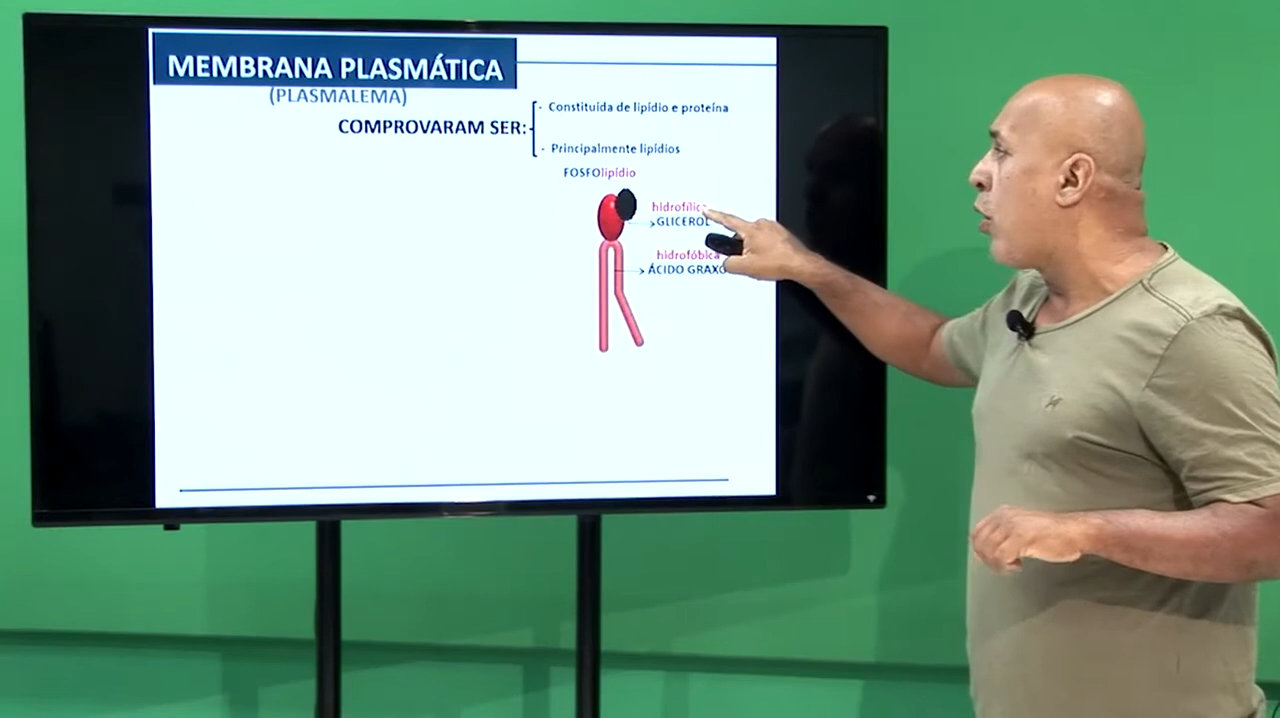 MEMBRANA PLASMÁTICA
(PLASMALEMA)
COMPROVARAM SER:
- Constituída de lipídio e proteína
- Principalmente lipídios
FOSFOlipídio
hidrofílica
GLICEROL
hidrofóbica
ÁCIDO GRAXO